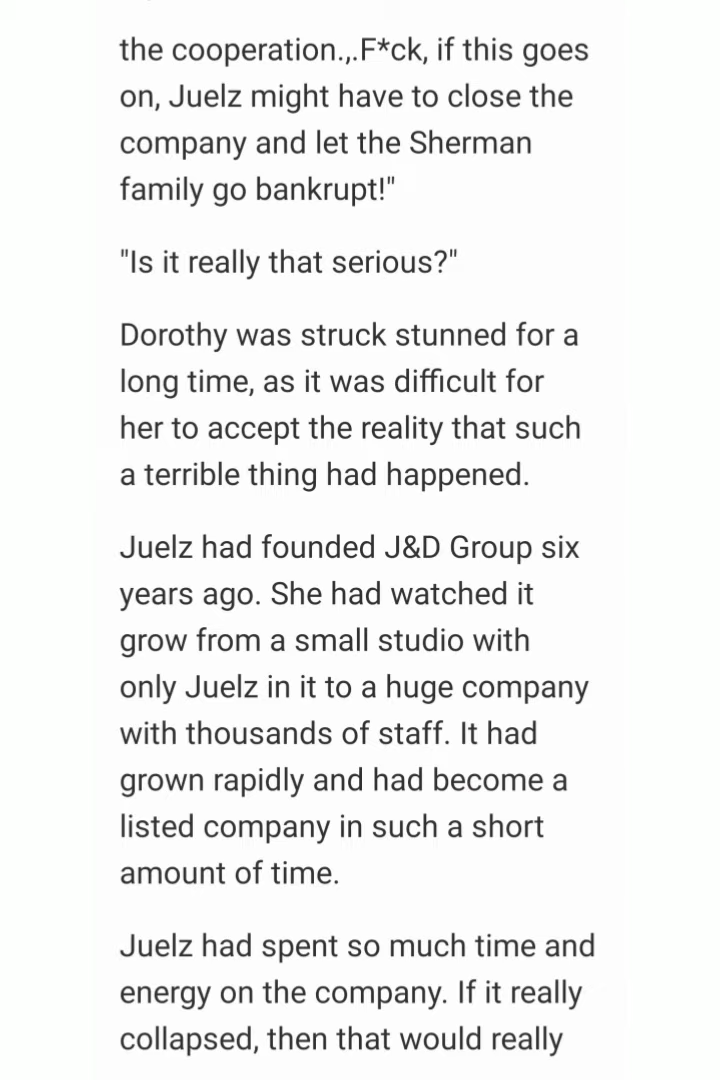 the cooperation.,.F*ck, if this goes
on, Juelz might have to close the
company and let the Sherman
family go bankrupt!"
"Is it really that serious?"
Dorothy was struck stunned for a
long time, as it was difficult for
her to accept the reality that such
a terrible thing had happened.
Juelz had founded J&D Group six
years ago. She had watched it
grow from a small studio with
only Juelz in it to a huge company
with thousands of staff. It had
grown rapidly and had become a
listed company in such a short
amount of time.
Juelz had spent so much time and
energy on the company. If it really
collapsed, then that would really